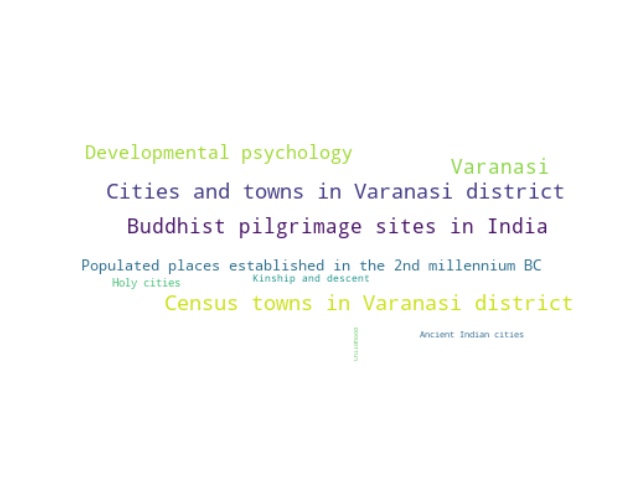 Developmental psychology
Varanasi
Cities and towns in Varanasi district
Buddhist pilgrimage sites in India
Populated places established in the 2nd millennium BC
Kinship and descent
Holy cities
Census towns in Varanasi district
Ancient Indian cities